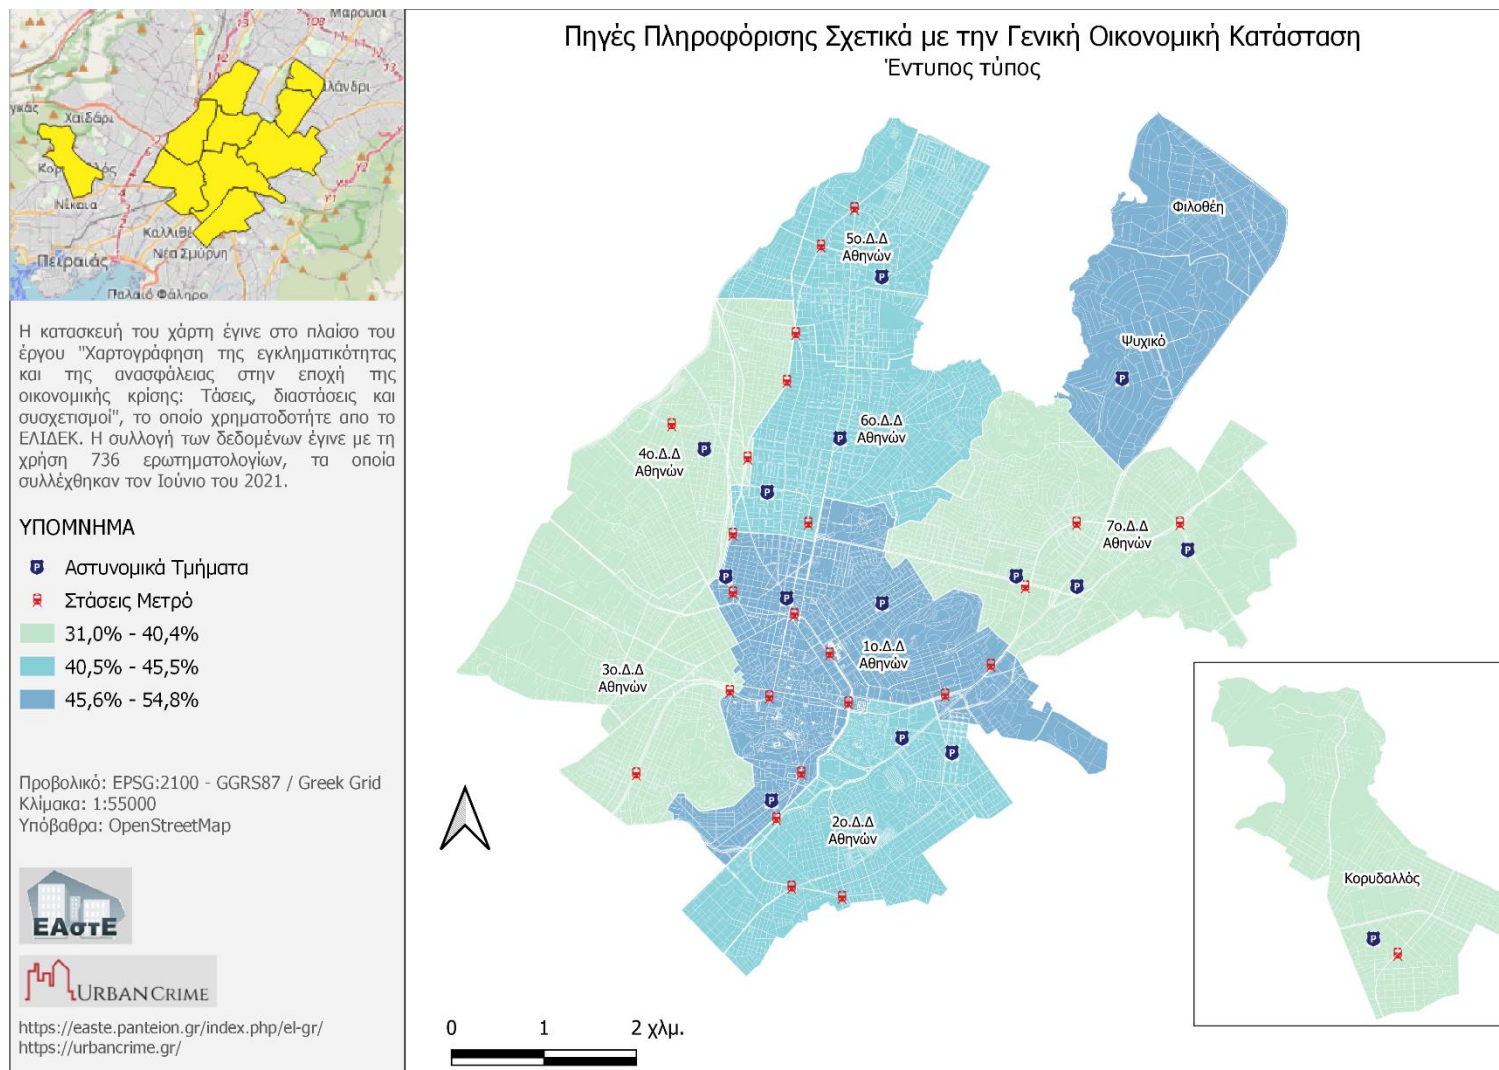 Πηγές Πληροφόρισης Σχετικά με την Γενική Οικονομική Κατάσταση
Έντυπος τύπος
Μαρούσι
Χαϊδάρι
Νίκαια
Πειραιάς
Νέα Σμύρνη
Παλαιό Φάληρο
Η κατασκευή του χάρτη έγινε στο πλαίσο του
έργου "Χαρτογράφηση της εγκληματικότητας
και της ανασφάλειας στην εποχή της
οικονομικής κρίσης: Τάσεις, διαστάσεις και
συσχετισμοί", το οποίο χρηματοδοτήτε απο το
ΕΛΙΔΕΚ. Η συλλογή των δεδομένων έγινε με τη
χρήση 736 ερωτηματολογίων, τα οποία
συλλέχθηκαν τον Ιούνιο του 2021.
ΥΠΟΜΝΗΜΑ
Αστυνομικά Τμήματα
Στάσεις Μετρό
31,0% - 40,4%
40,5% - 45,5%
45,6% - 54,8%
Προβολικό: EPSG:2100 - GGRS87 / Greek Grid
Κλίμακα: 1:55000
Υπόβαθρα: OpenStreetMap
ΕΑστΕ
URBANCRIME
https://easte.panteion.gr/index.php/el-gr/
https://urbancrime.gr/
Φιλοθέη
5ο.Δ.Δ
Αθηνών
Ψυχικό
6ο.Δ.Δ
Αθηνών
4ο.Δ.Δ
Αθηνών
7ο.Δ.Δ
Αθηνών
1ο.Δ.Δ
Αθηνών
3ο.Δ.Δ
Αθηνών
2ο.Δ.Δ
Αθηνών
Κορυδαλλός
0 1 2 χλμ.